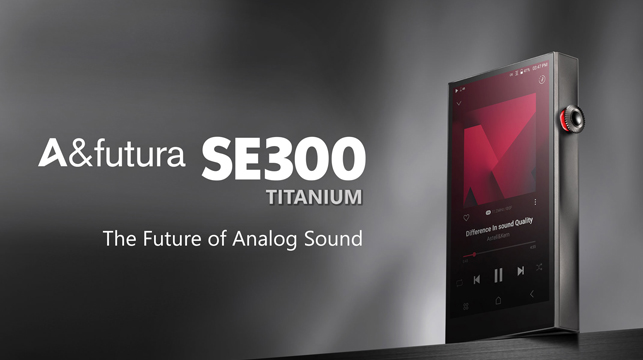 A&futura SE300
TITANIUM
The Future of Analog Sound
Difference in sound Quality